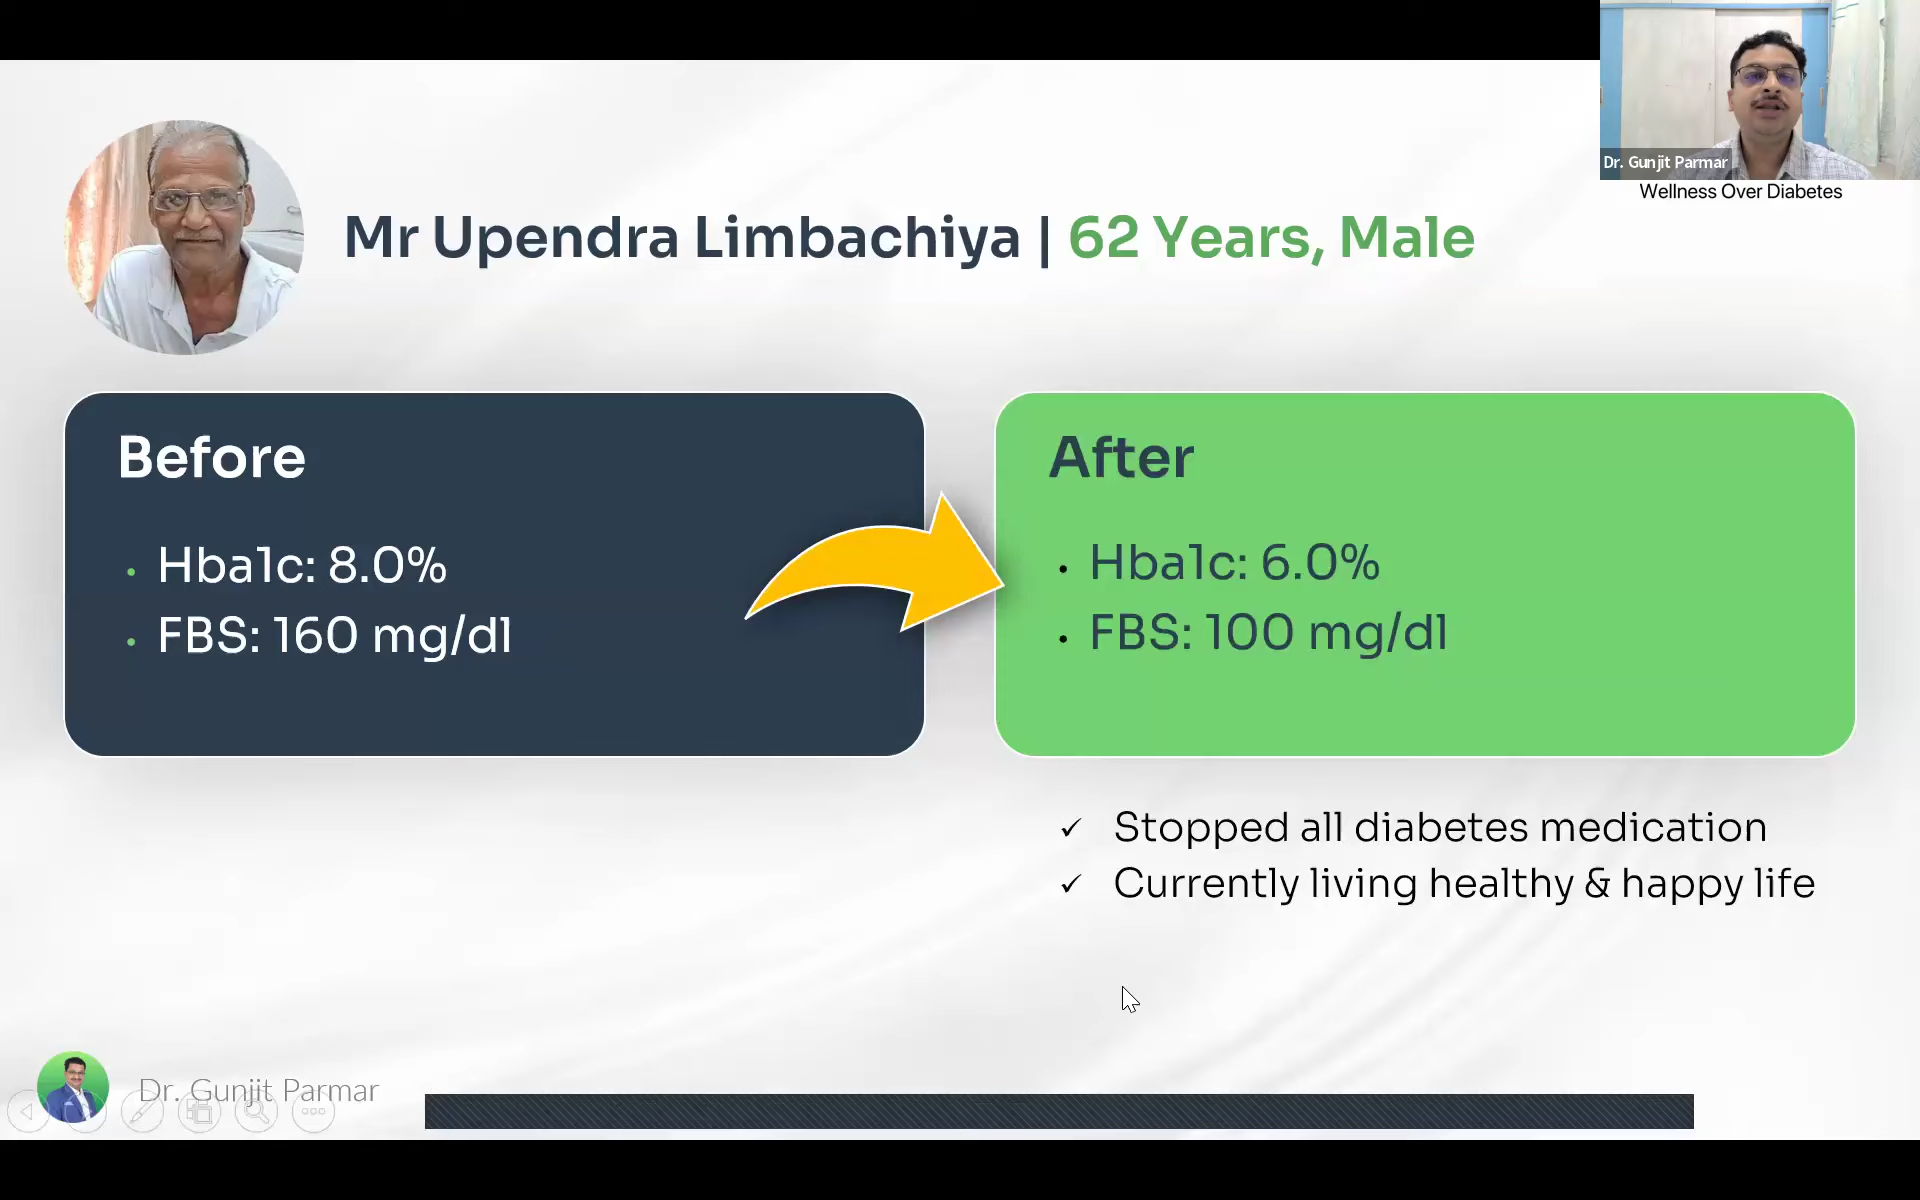 Dr. Gunjit Parmar
Wellness Over Diabetes
Mr Upendra Limbachiya | 62 Years, Male
Before
• Hba1c: 8.0%
• FBS: 160 mg/dl
After
• Hba1c: 6.0%
• FBS: 100 mg/dl
✓ Stopped all diabetes medication
✓ Currently living healthy & happy life
Dr. Gunjit Parmar